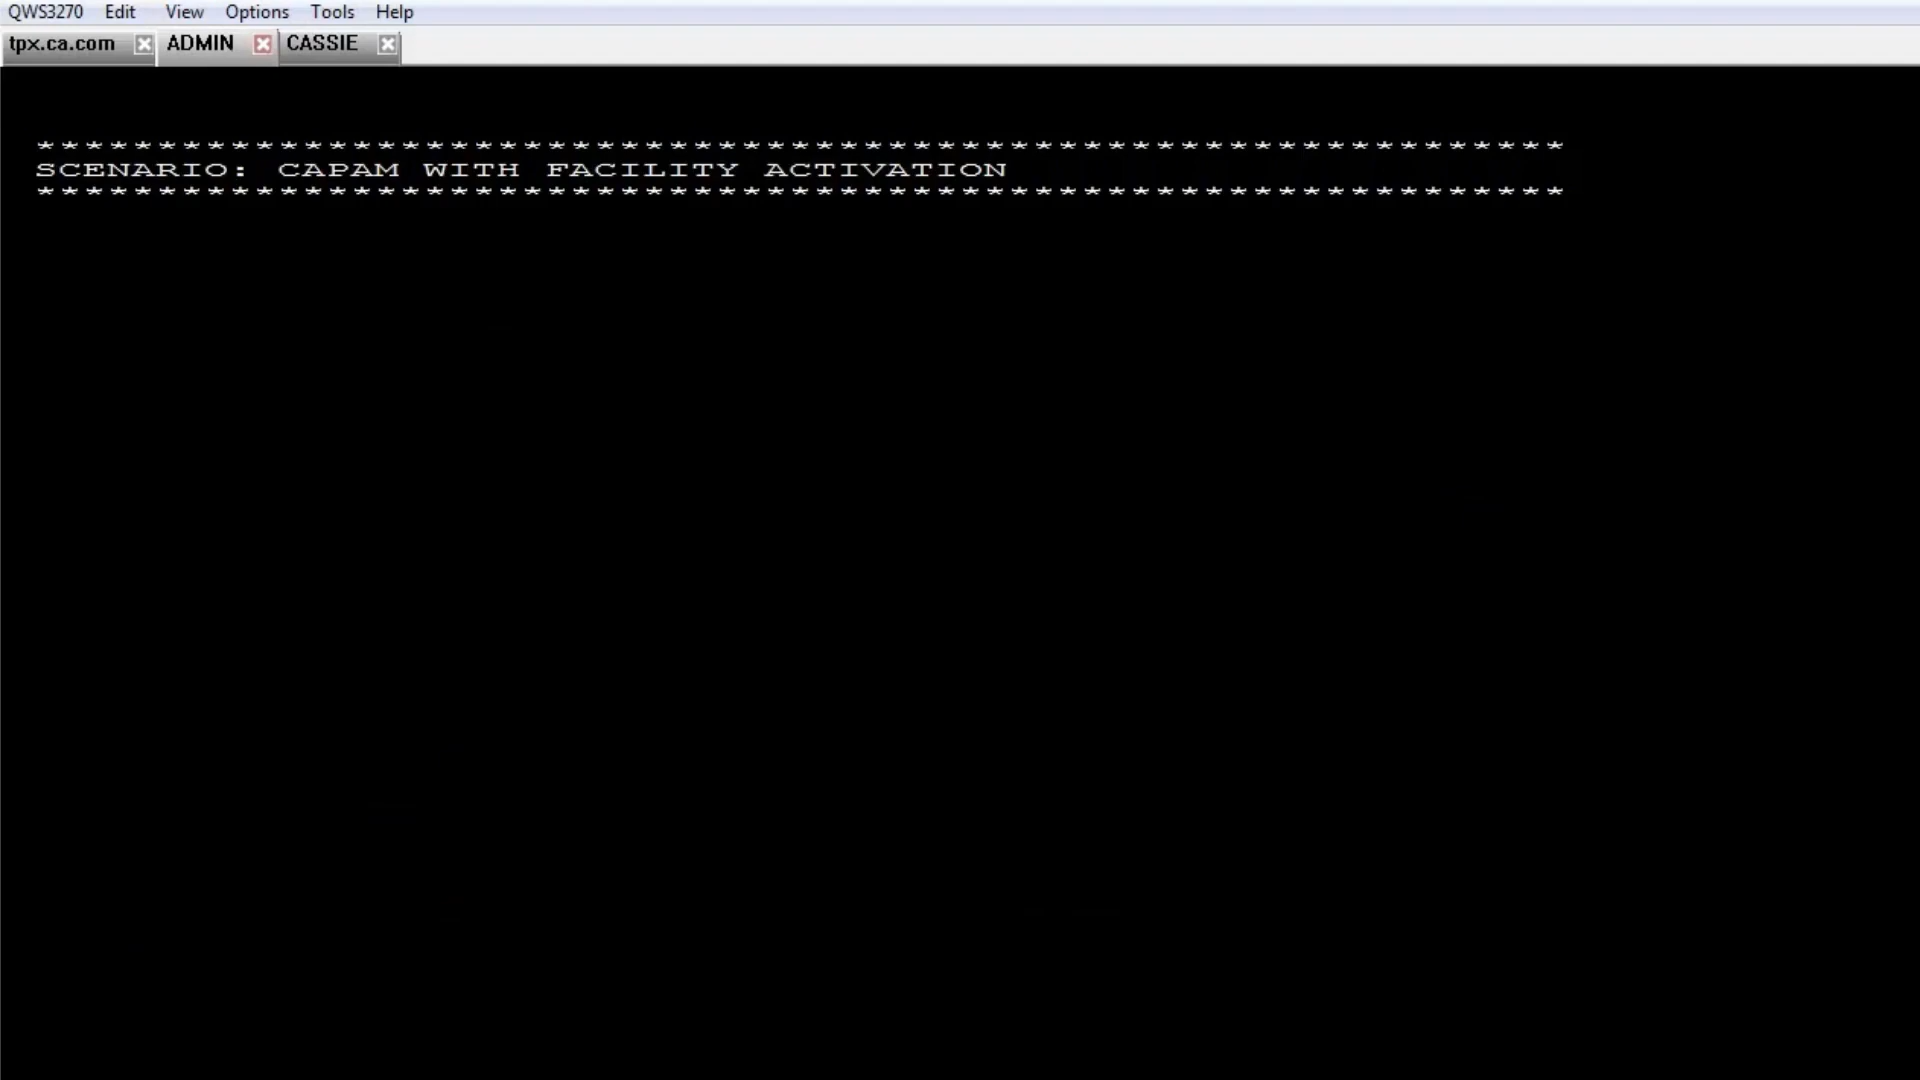 QWS3270 Edit View Options Tools Help
tpx.ca.com ADMIN CASSIE
****************************************************************
SCENARIO: CAPAM WITH FACILITY ACTIVATION
****************************************************************